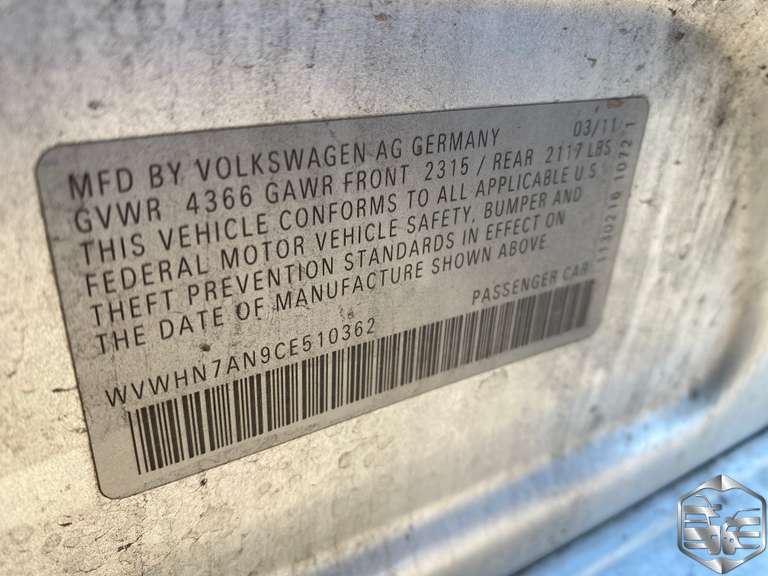 MFD BY VOLKSWAGEN AG GERMANY 03/11
GVWR 4366 GAWR FRONT 2315 / REAR 2117 LBS
THIS VEHICLE CONFORMS TO ALL APPLICABLE U.S.
FEDERAL MOTOR VEHICLE SAFETY, BUMPER AND
THEFT PREVENTION STANDARDS IN EFFECT ON
THE DATE OF MANUFACTURE SHOWN ABOVE
PASSENGER CAR
WVWHN7AN9CE510362